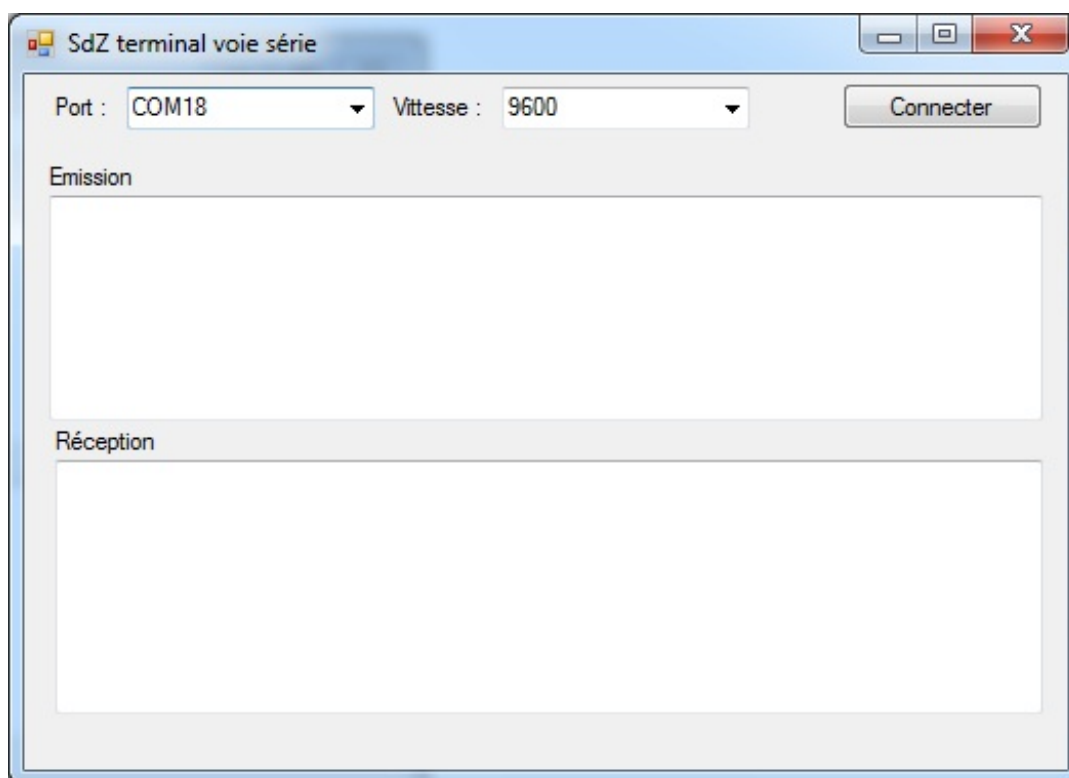 SdZ terminal voie série
Port : COM18 Vittesse : 9600 Connecter
Emission
Réception